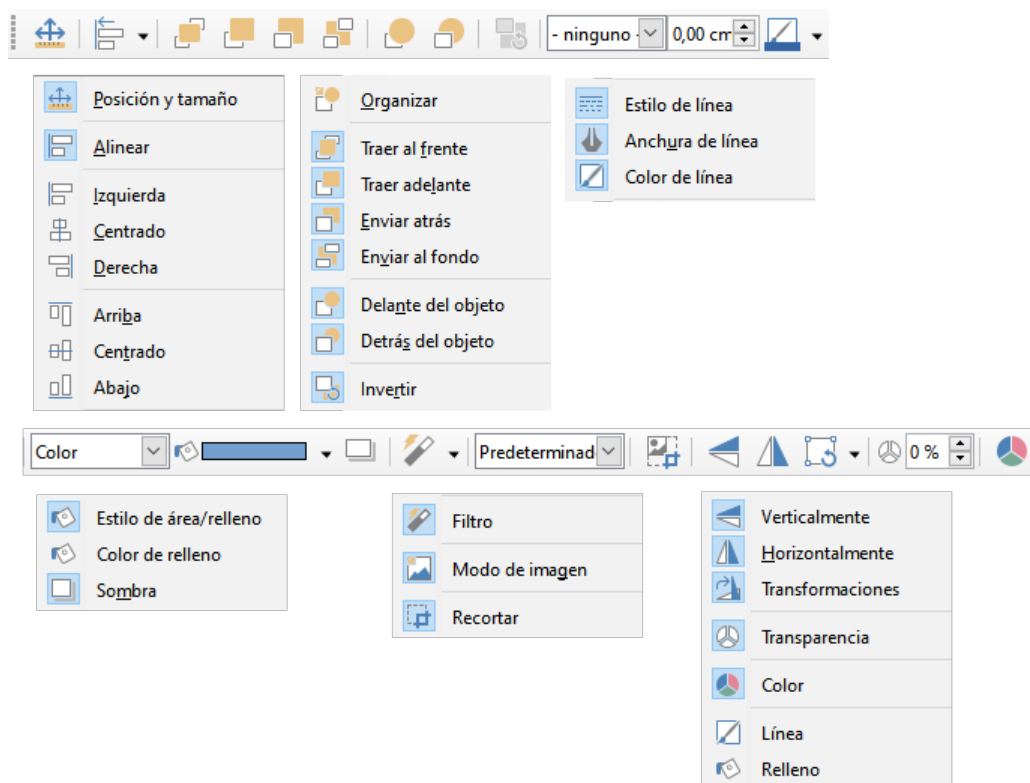 - ninguno - 0,00 cm
Posición y tamaño
Alinear
Izquierda
Centrado
Derecha
Arriba
Centrado
Abajo
Organizar
Traer al frente
Traer adelante
Enviar atrás
Enviar al fondo
Delante del objeto
Detrás del objeto
Invertir
Estilo de línea
Anchura de línea
Color de línea
Color Predeterminad 0 %
Estilo de área/relleno
Color de relleno
Sombra
Filtro
Modo de imagen
Recortar
Verticalmente
Horizontalmente
Transformaciones
Transparencia
Color
Línea
Relleno